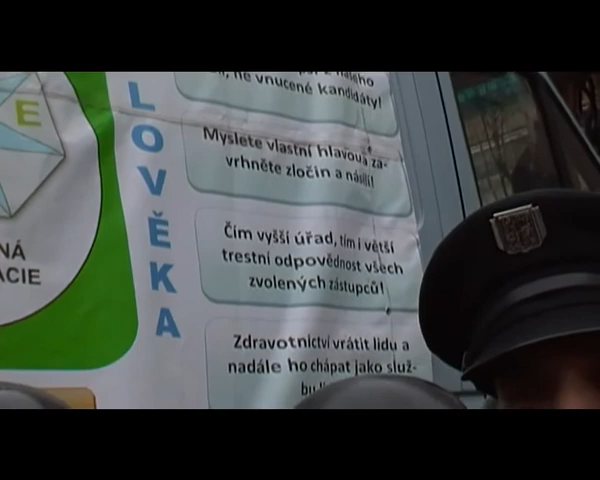 E
NÁ
ACIE
LOVĚKA
ne vnucené kandidáty!
Myslete vlastní hlavou a za-
vrhněte zločin a násilí!
Čím vyšší úřad, tím i větší
trestní odpovědnost všech
zvolených zástupců!
Zdravotnictví vrátit lidu a
nadále ho chápat jako služ-